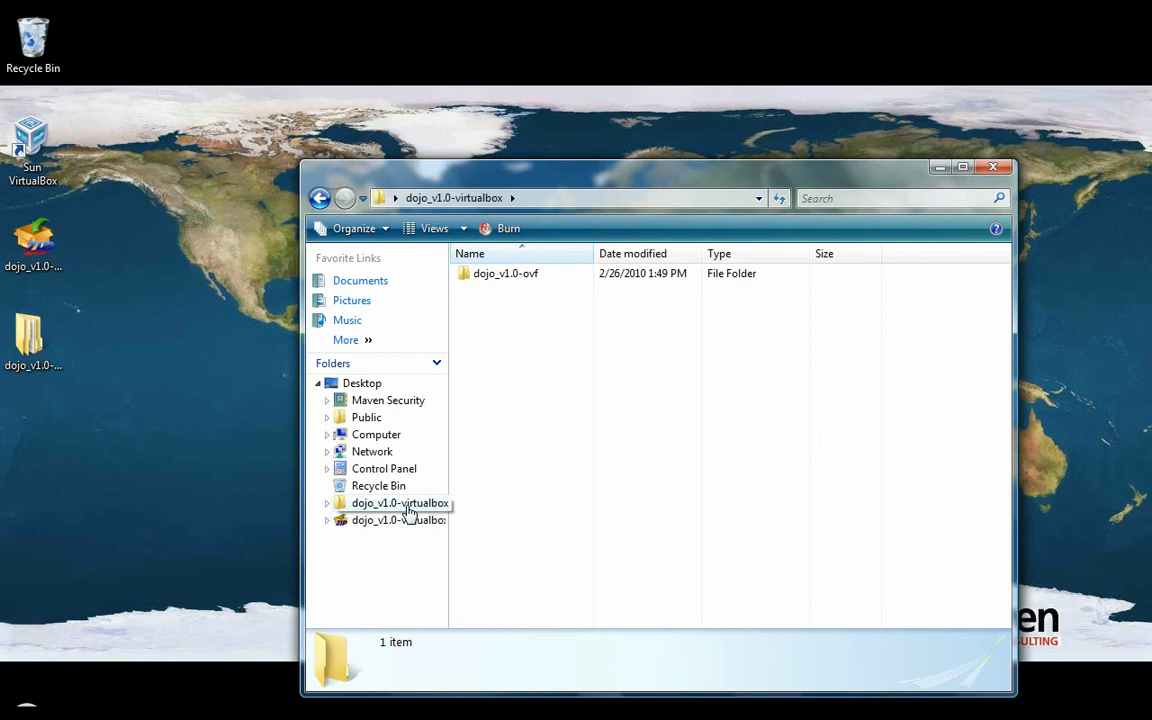 Recycle Bin
Sun
VirtualBox
dojo_v1.0-...
dojo_v1.0-...
dojo_v1.0-virtualbox
Search
Organize
Views
Burn
Favorite Links
Documents
Pictures
Music
More
Folders
Desktop
Maven Security
Public
Computer
Network
Control Panel
Recycle Bin
dojo_v1.0-virtualbox
Name Date modified Type Size
dojo_v1.0-ovf 2/26/2010 1:49 PM File Folder
1 item
en
ULTING